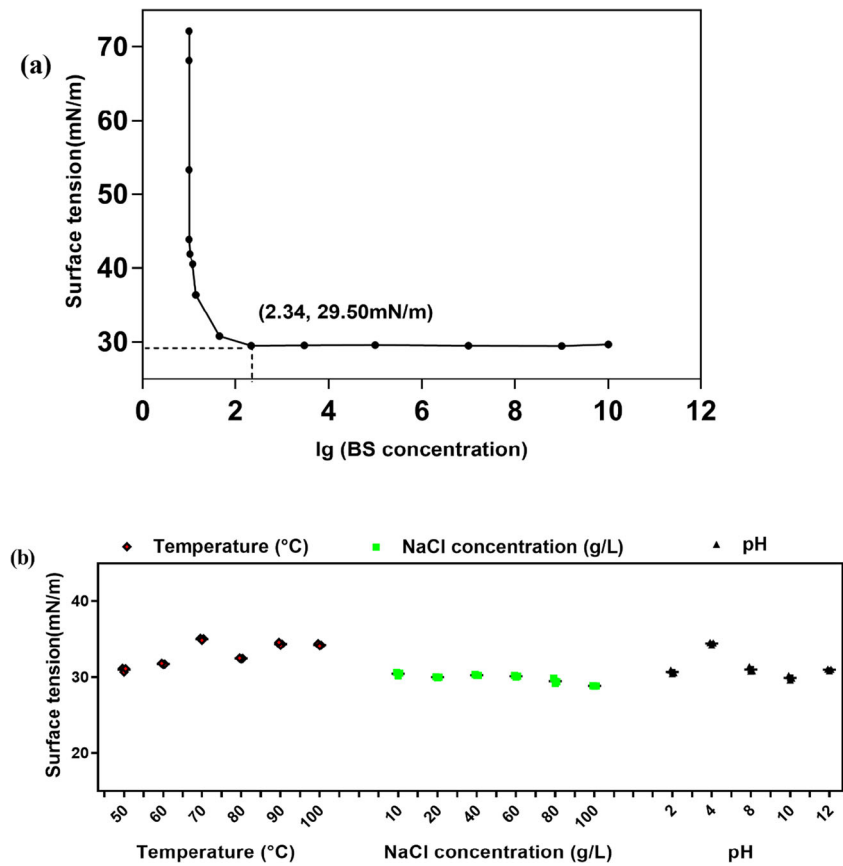 (a)
Surface tension(mN/m)
70
60
50
40
30
(2.34, 29.50mN/m)
0 2 4 6 8 10 12
lg (BS concentration)
(b)
Temperature (°C) NaCl concentration (g/L) pH
Surface tension(mN/m)
40
30
20
50 60 70 80 90 100 10 20 40 60 80 100 2 4 8 10 12
Temperature (°C) NaCl concentration (g/L) pH